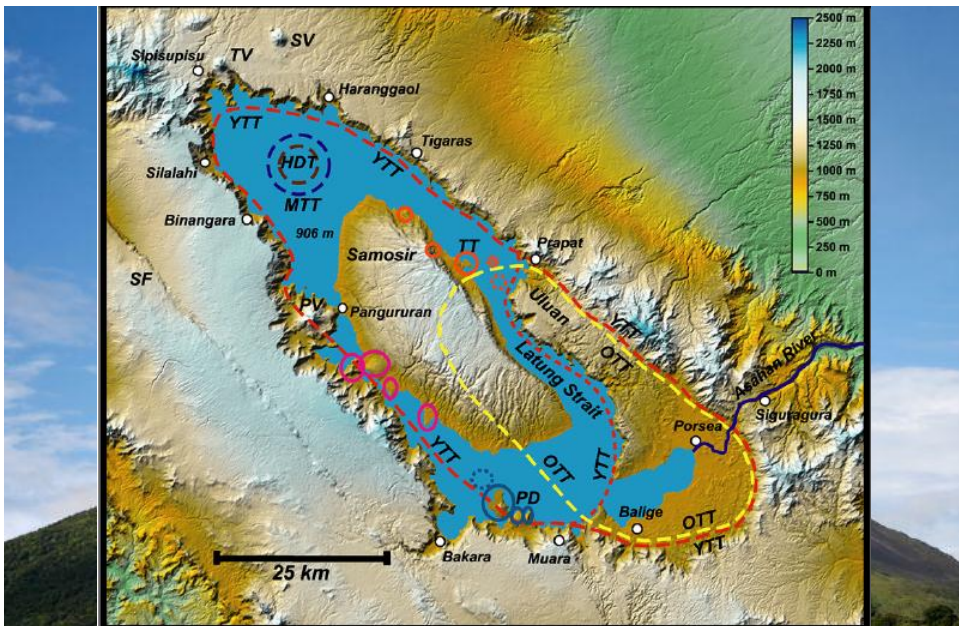 SV
TV
Sipisupisu
Haranggaol
YTT
Tigaras
YTT
HDT
Silalahi
MTT
Binangara
906 m
Samosir
TT
Prapat
SF
Uluan
PV
Pangururan
YTT
OTT
Latung Strait
Asahan River
Siguragura
Porsea
YTT
OTT
YTT
PD
Balige
OTT
YTT
Bakara
Muara
25 km
2500 m
2250 m
2000 m
1750 m
1500 m
1250 m
1000 m
750 m
500 m
250 m
0 m